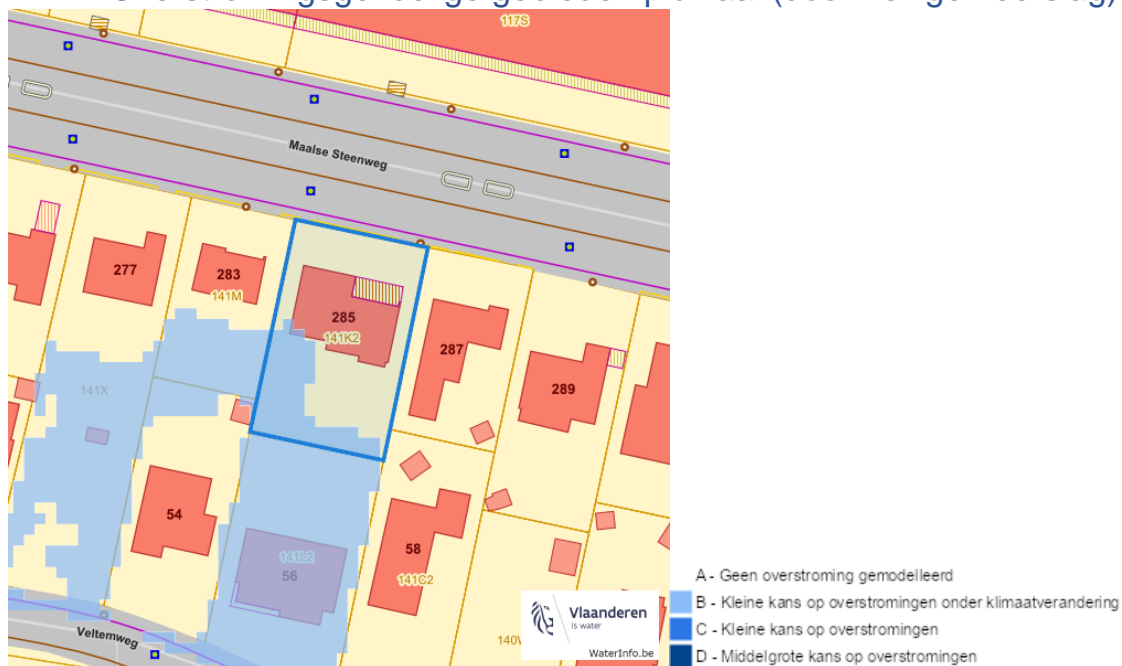 117S
Maalse Steenweg
277
283
141M
285
141K2
287
289
141X
54
56
141L2
58
141C2
Veltemweg
Vlaanderen
is water
WaterInfo.be
A - Geen overstroming gemodelleerd
B - Kleine kans op overstromingen onder klimaatverandering
C - Kleine kans op overstromingen
D - Middelgrote kans op overstromingen